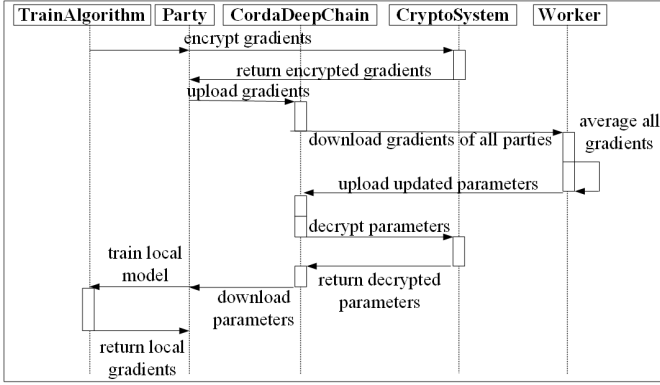 TrainAlgorithm Party CordaDeepChain CryptoSystem Worker
encrypt gradients
return encrypted gradients
upload gradients
average all
gradients
download gradients of all parties
upload updated parameters
decrypt parameters
train local
model
return decrypted
parameters
download
parameters
return local
gradients